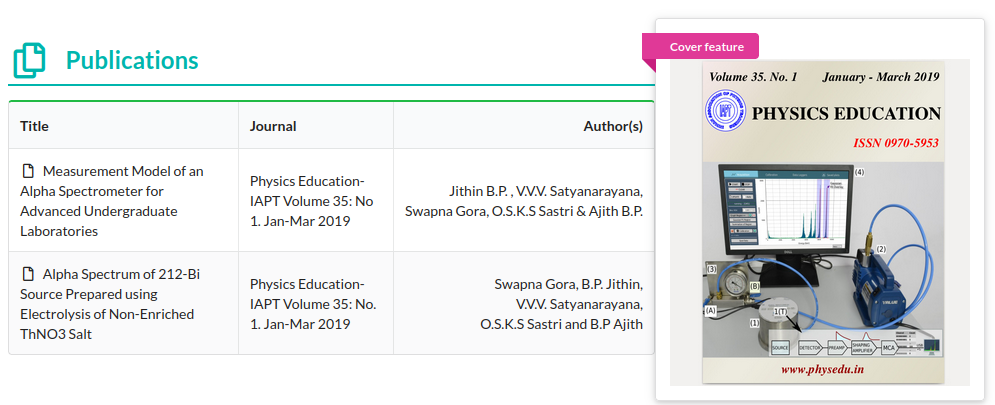 Publications
Title
Journal
Author(s)
Measurement Model of an
Alpha Spectrometer for
Advanced Undergraduate
Laboratories
Physics Education-
IAPT Volume 35: No
1. Jan-Mar 2019
Jithin B.P. , V.V.V. Satyanarayana,
Swapna Gora, O.S.K.S Sastri & Ajith B.P.
Alpha Spectrum of 212-Bi
Source Prepared using
Electrolysis of Non-Enriched
ThNO3 Salt
Physics Education-
IAPT Volume 35: No.
1. Jan-Mar 2019
Swapna Gora, B.P. Jithin,
V.V.V. Satyanarayana,
O.S.K.S Sastri and B.P Ajith
Cover feature
Volume 35. No. 1 January - March 2019
PHYSICS EDUCATION
ISSN 0970-5953
(4)
(2)
(3)
(B)
(A)
(1)
1(T)
VALUE
SOURCE
DETECTOR
PREAMP
SHAPING
AMPLIFIER
MCA
www.physedu.in